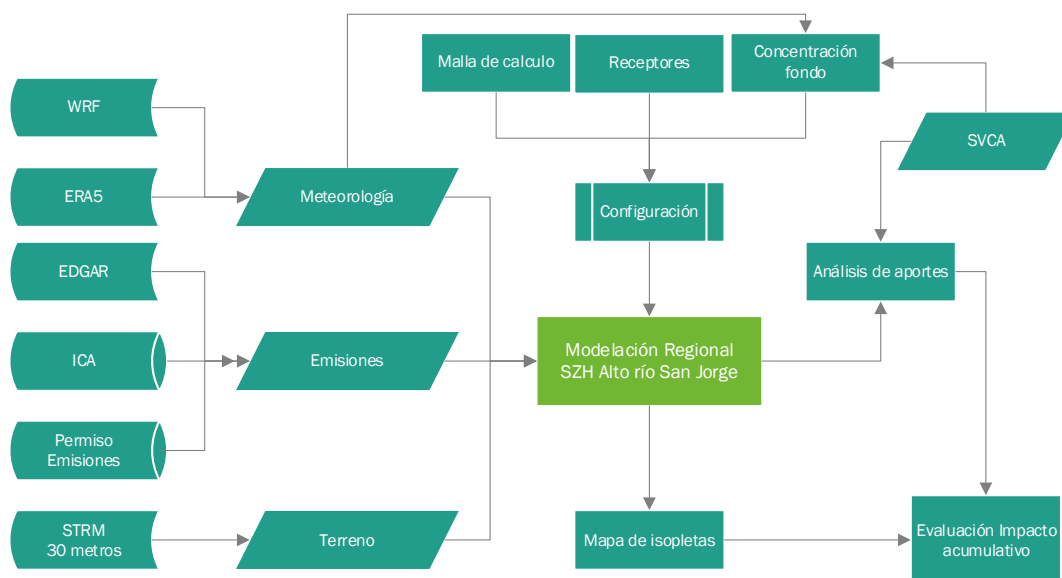 Malla de calculo
Receptores
Concentración
fondo
WRF
SVCA
ERA5
Meteorología
Configuración
EDGAR
Análisis de aportes
ICA
Emisiones
Modelación Regional
SZH Alto río San Jorge
Permiso
Emisiones
STRM
30 metros
Terreno
Mapa de isopletas
Evaluación Impacto
acumulativo